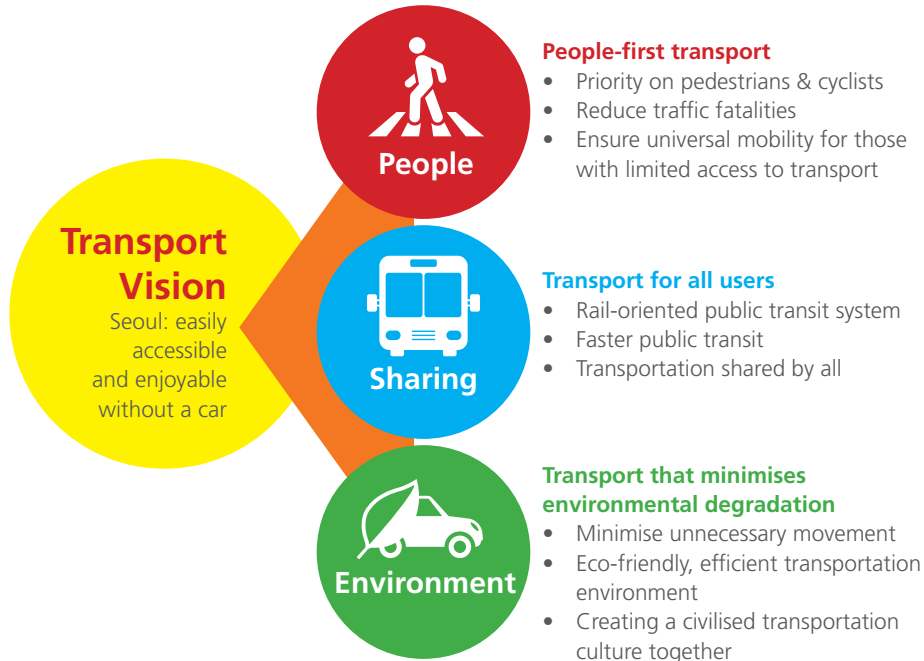 Transport
Vision
Seoul: easily
accessible
and enjoyable
without a car
People
People-first transport
• Priority on pedestrians & cyclists
• Reduce traffic fatalities
• Ensure universal mobility for those
with limited access to transport
Sharing
Transport for all users
• Rail-oriented public transit system
• Faster public transit
• Transportation shared by all
Environment
Transport that minimises
environmental degradation
• Minimise unnecessary movement
• Eco-friendly, efficient transportation
environment
• Creating a civilised transportation
culture together